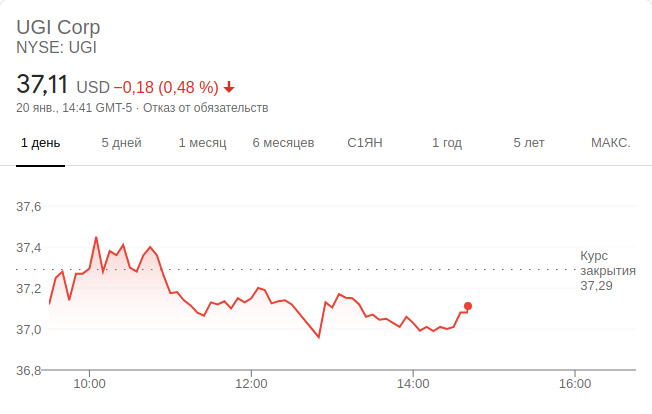 UGI Corp
NYSE: UGI
37,11 USD −0,18 (0,48 %)
20 янв., 14:41 GMT-5 · Отказ от обязательств
1 день 5 дней 1 месяц 6 месяцев С1ЯН 1 год 5 лет МАКС.
37,6
37,4
Курс
закрытия
37,29
37,2
37,0
36,8
10:00 12:00 14:00 16:00